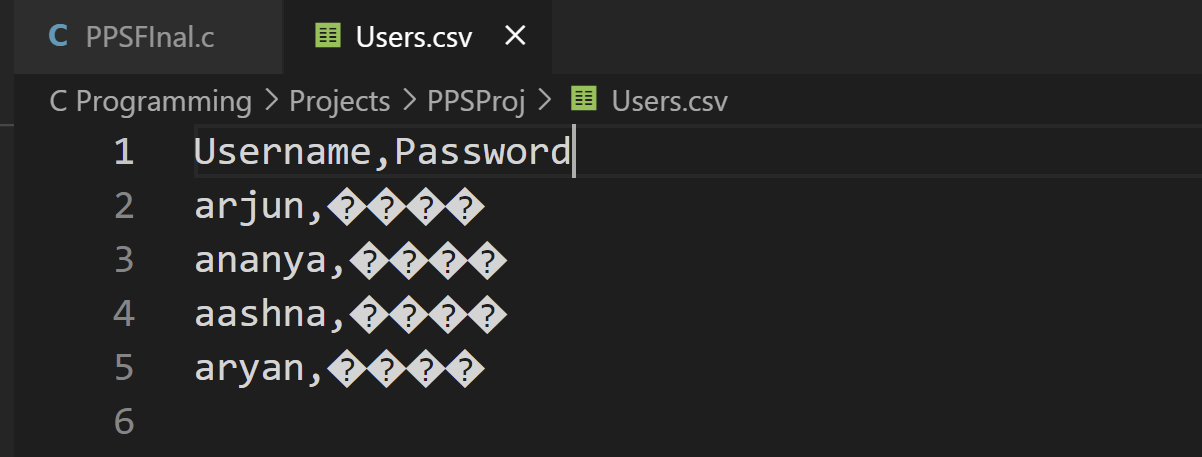 PPSFInal.c Users.csv
C Programming > Projects > PPSProj > Users.csv
1 Username,Password
2 arjun,����
3 ananya,����
4 aashna,����
5 aryan,����
6